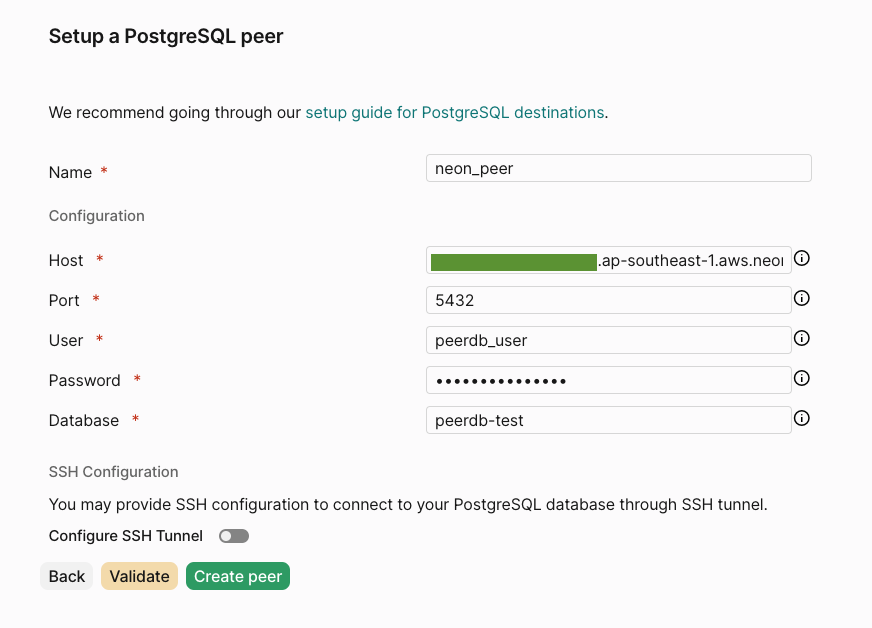 Setup a PostgreSQL peer
We recommend going through our setup guide for PostgreSQL destinations.
Name * neon_peer
Configuration
Host * .ap-southeast-1.aws.neon
Port * 5432
User * peerdb_user
Password * •••••••••••••••
Database * peerdb-test
SSH Configuration
You may provide SSH configuration to connect to your PostgreSQL database through SSH tunnel.
Configure SSH Tunnel
Back Validate Create peer